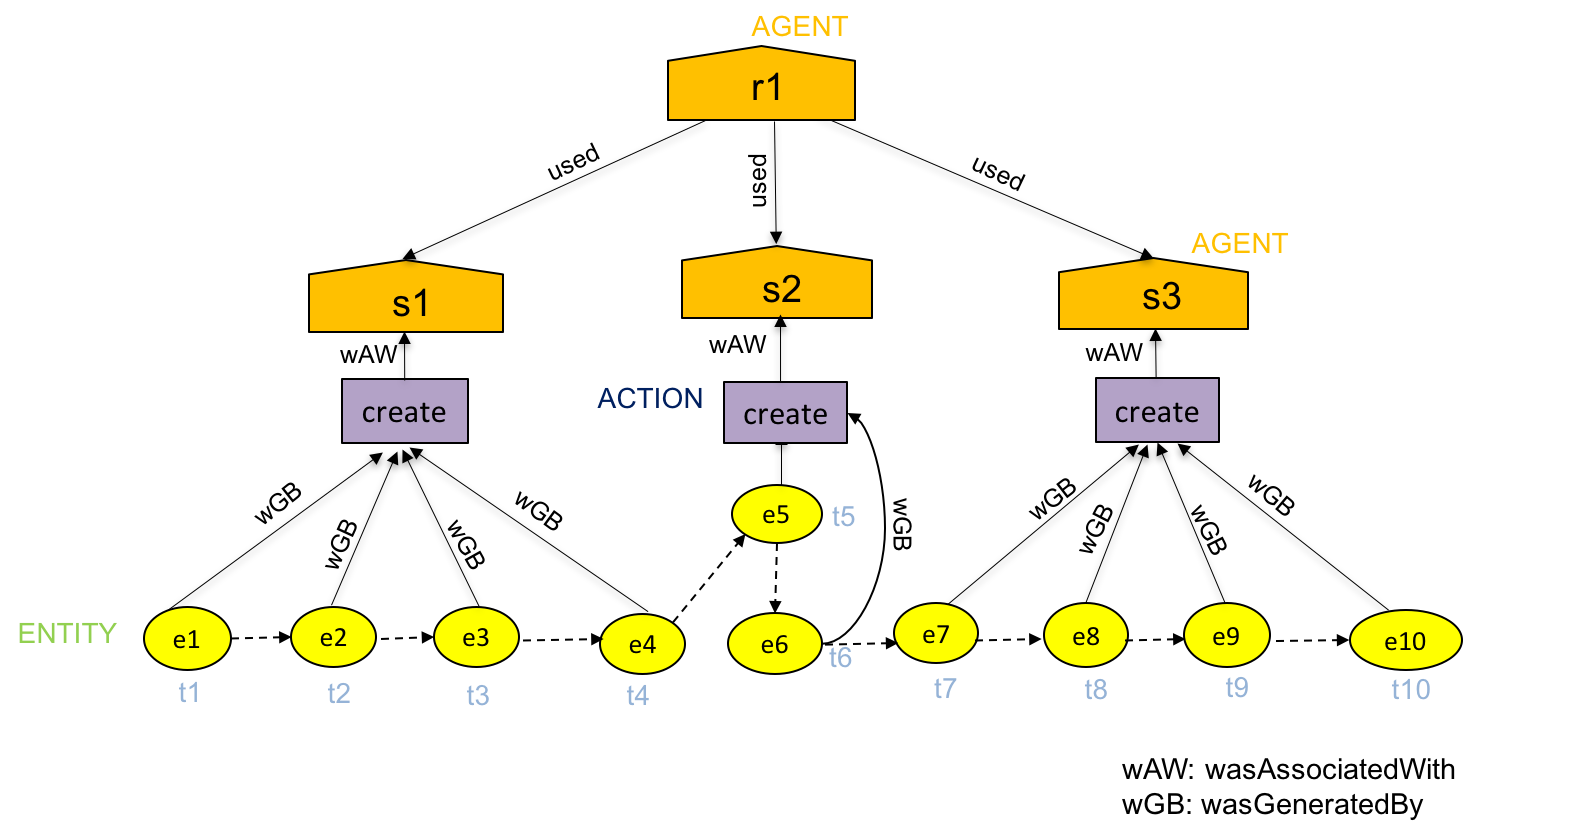 AGENT
r1
used
used
used
AGENT
s1
s2
s3
wAW
wAW
wAW
ACTION
create
create
create
wGB
wGB
wGB
wGB
e5
t5
wGB
wGB
wGB
wGB
wGB
ENTITY
e1
e2
e3
e4
e6
e7
e8
e9
e10
t1
t2
t3
t4
t6
t7
t8
t9
t10
wAW: wasAssociatedWith
wGB: wasGeneratedBy